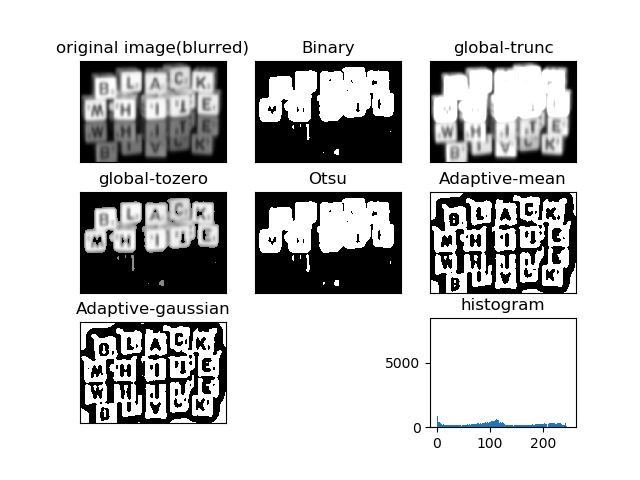 original image(blurred)
Binary
global-trunc
B L A C K
W H I T E
global-tozero
Otsu
Adaptive-mean
B L A C K
W H I T E
B L A C K
W H I T E
Adaptive-gaussian
histogram
B L A C K
W H I T E
5000
0
0 100 200